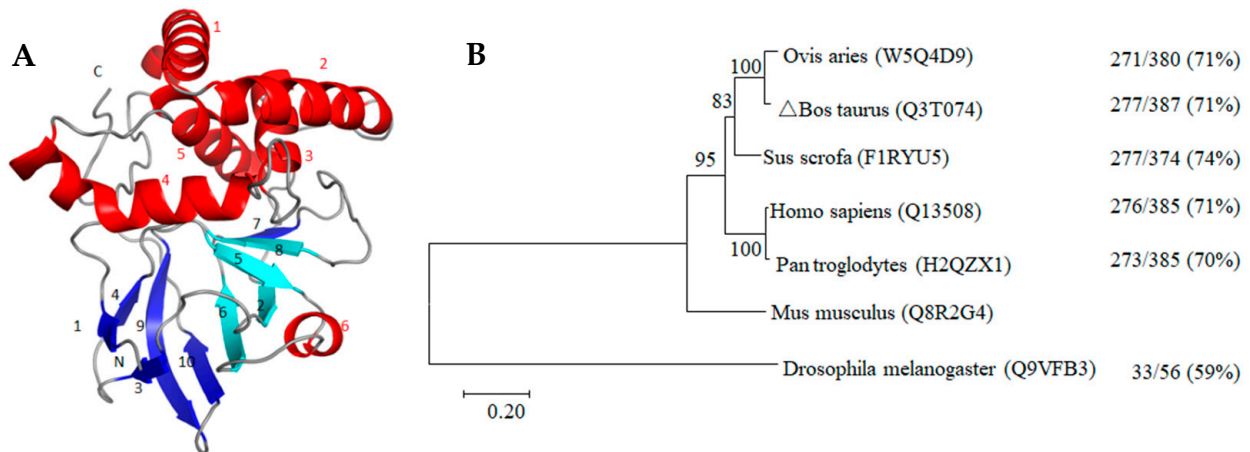 A
1
C
2
5
3
4
7
8
5
4
6
2
1
9
6
N
10
3
B
Ovis aries (W5Q4D9) 271/380 (71%)
100
△Bos taurus (Q3T074) 277/387 (71%)
83
Sus scrofa (F1RYU5) 277/374 (74%)
95
Homo sapiens (Q13508) 276/385 (71%)
100
Pan troglodytes (H2QZX1) 273/385 (70%)
Mus musculus (Q8R2G4)
Drosophila melanogaster (Q9VFB3) 33/56 (59%)
0.20